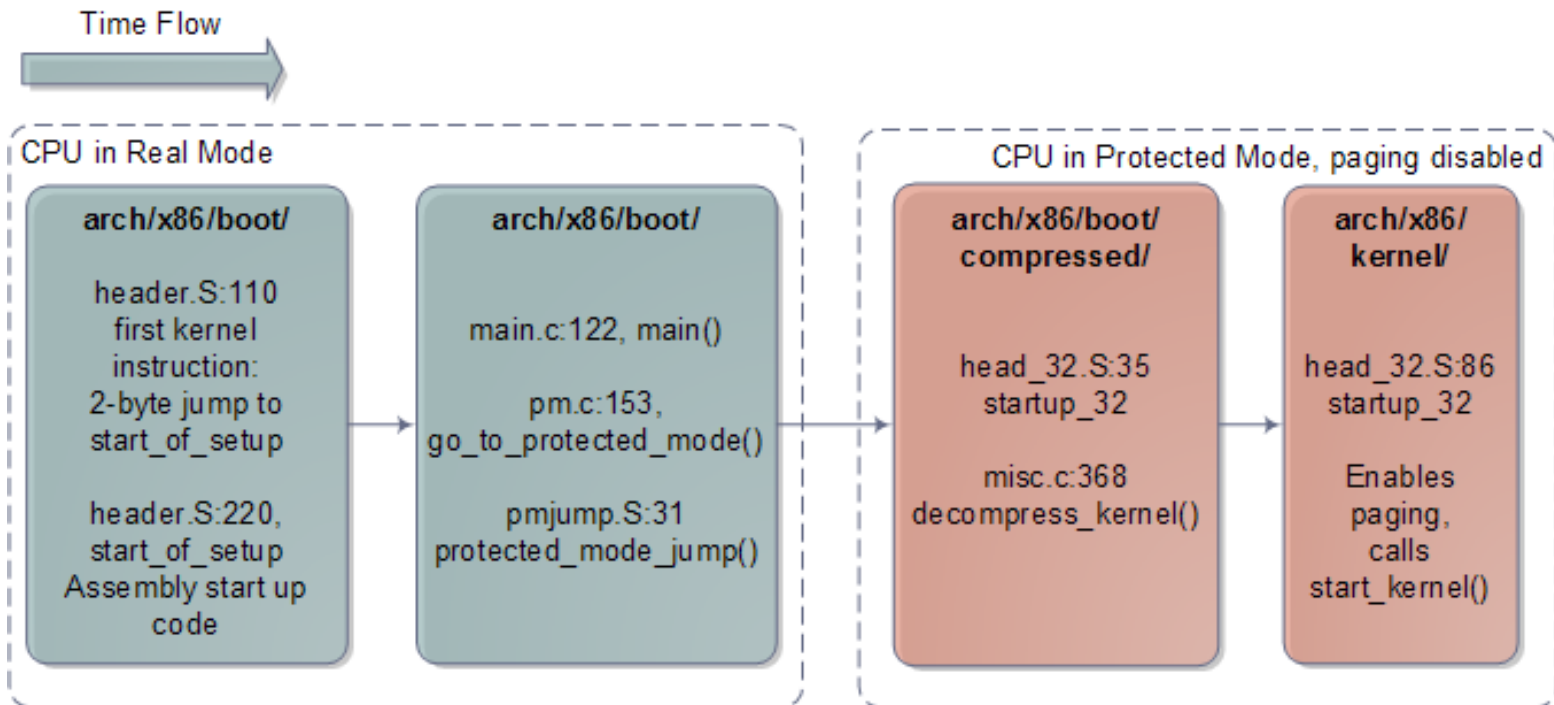 Time Flow
CPU in Real Mode
arch/x86/boot/
header.S:110
first kernel
instruction:
2-byte jump to
start_of_setup
header.S:220,
start_of_setup
Assembly start up
code
arch/x86/boot/
main.c:122, main()
pm.c:153,
go_to_protected_mode()
pmjump.S:31
protected_mode_jump()
CPU in Protected Mode, paging disabled
arch/x86/boot/
compressed/
head_32.S:35
startup_32
misc.c:368
decompress_kernel()
arch/x86/
kernel/
head_32.S:86
startup_32
Enables
paging,
calls
start_kernel()